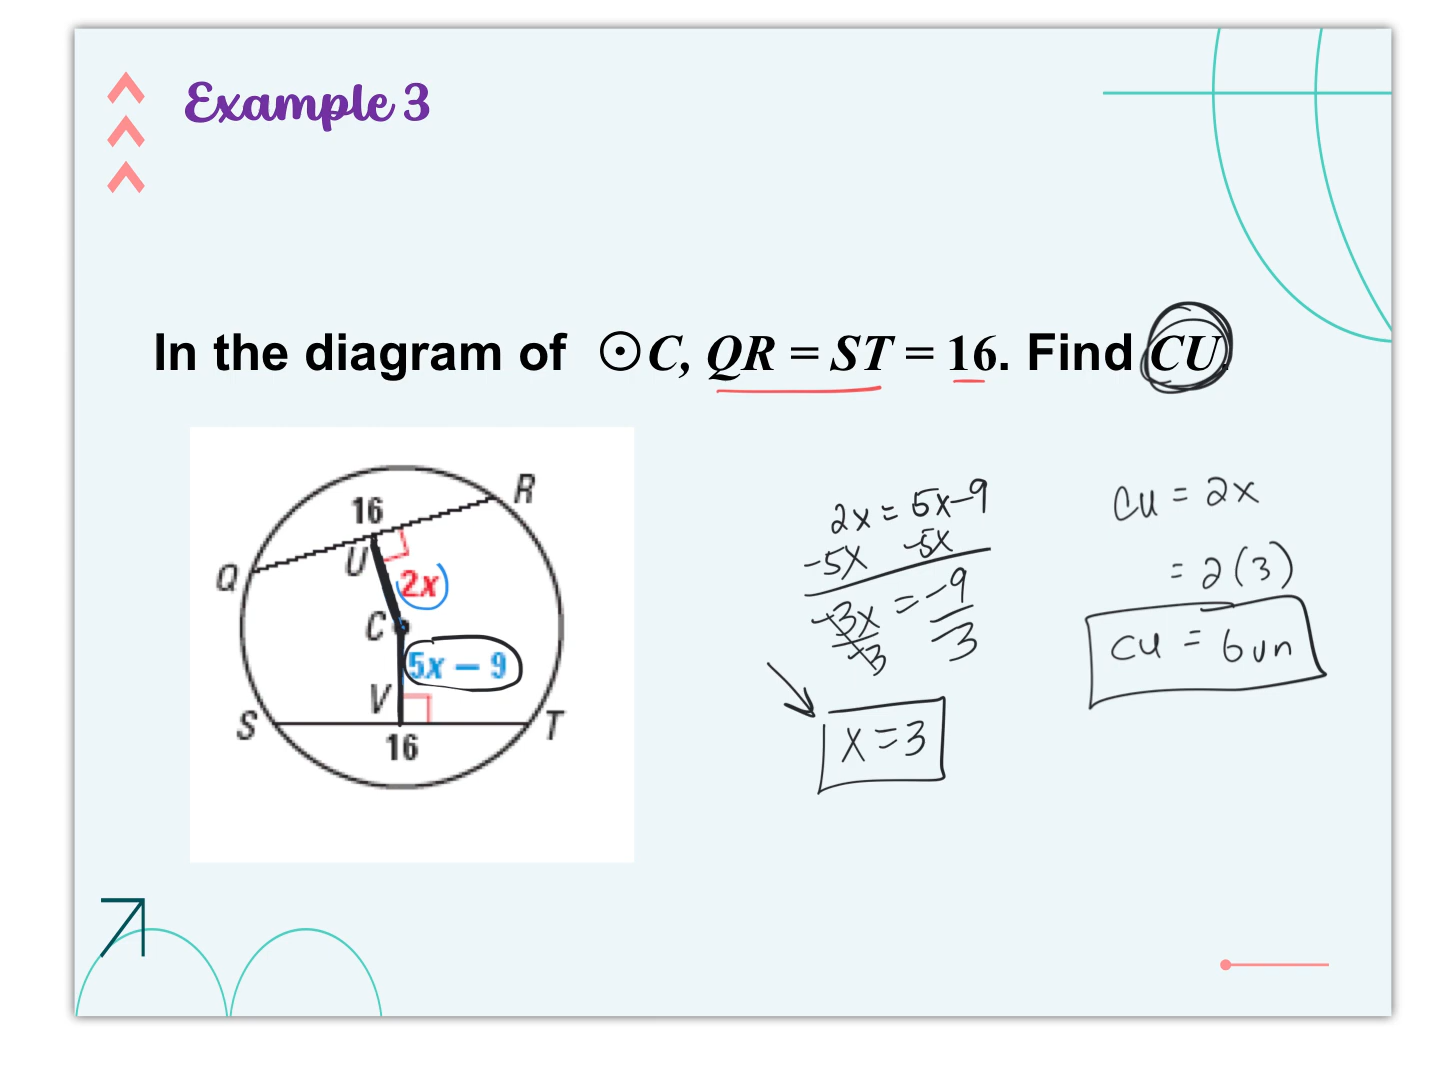 Example 3
In the diagram of ⊙C, QR = ST = 16. Find CU.
R
16
Q
U
2x
C
5x – 9
V
S
T
16
2x = 5x-9
-5x -5x
-3x = -9
-3 -3
x = 3
CU = 2x
= 2(3)
CU = 6un